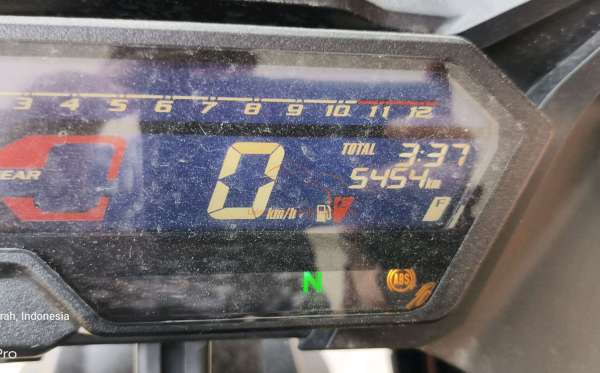 3 4 5 6 7 8 9 10 11 12
TOTAL 3:37
5454 km
EAR
0 km/h
F
N
ABS
rah, Indonesia
Pro